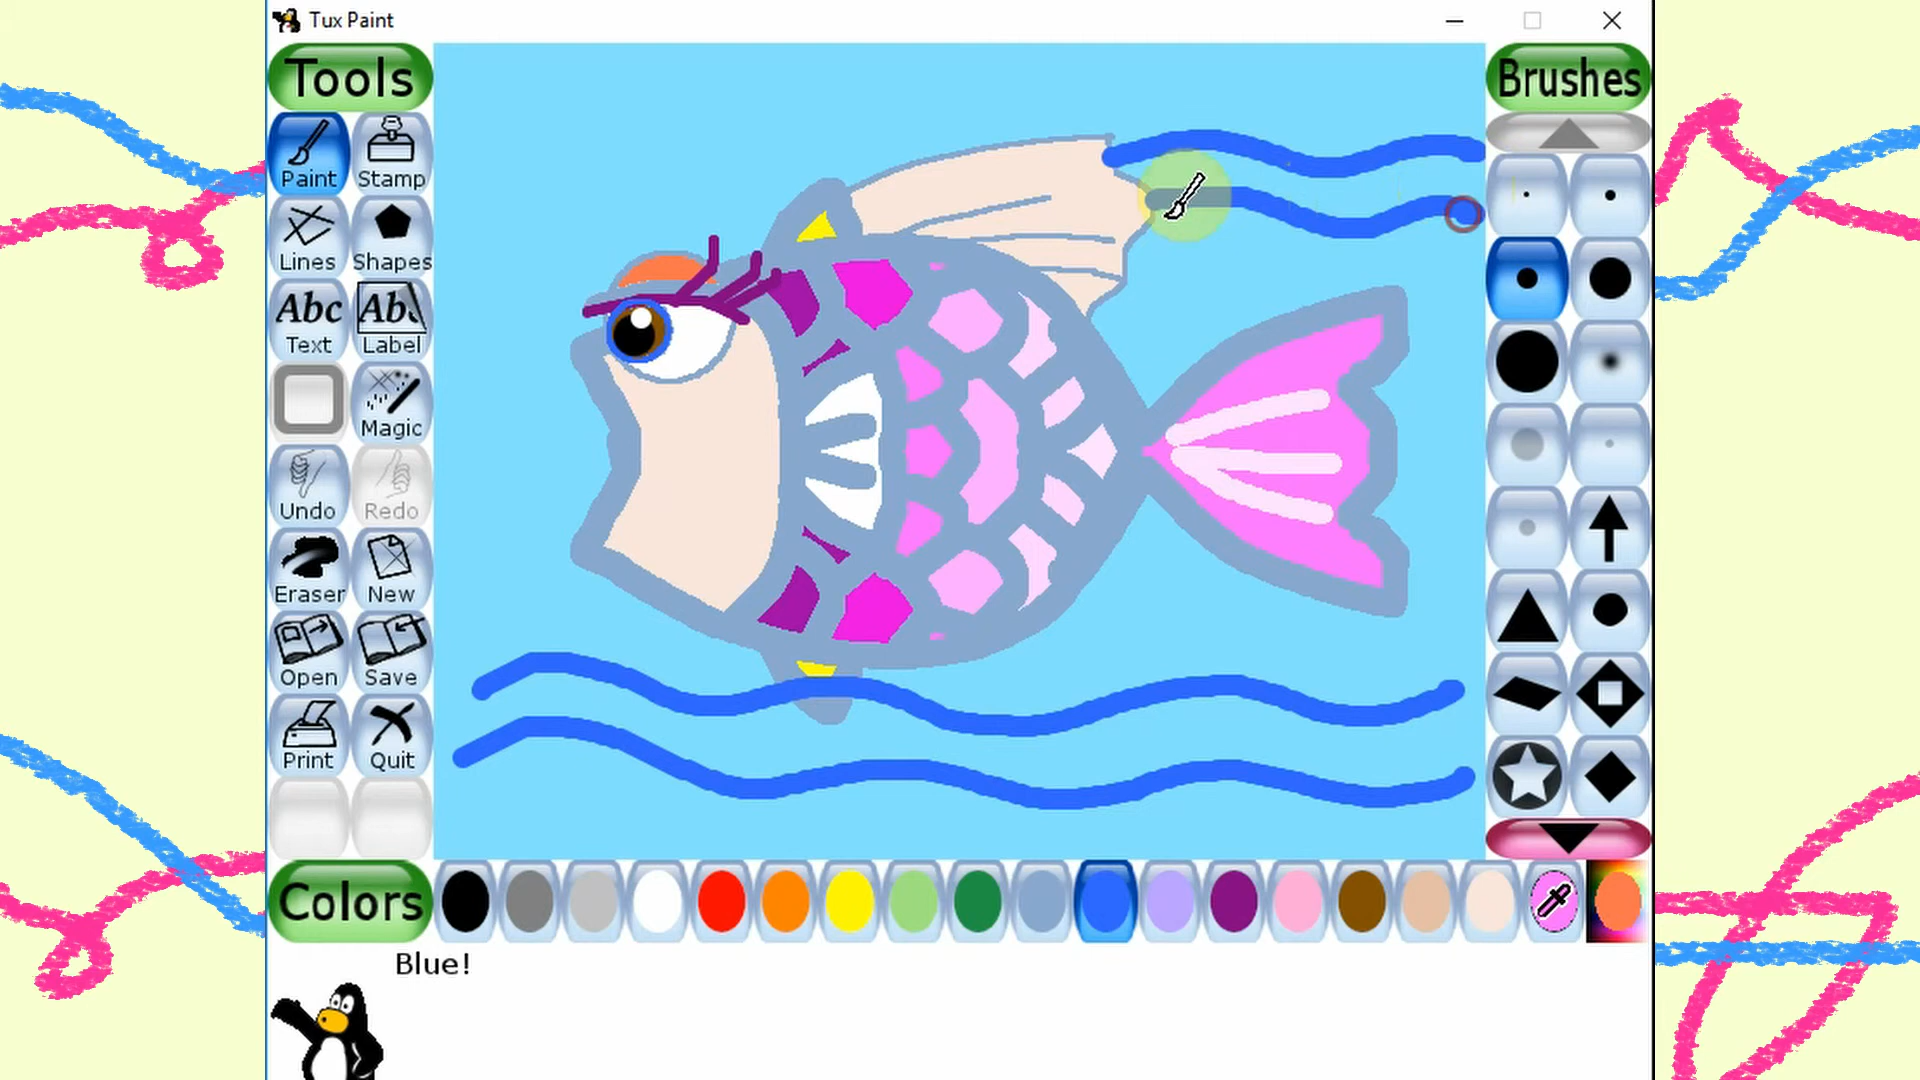 Tux Paint
Tools
Brushes
Paint
Stamp
Lines
Shapes
Abc
Text
Abc
Label
Magic
Undo
Redo
Eraser
New
Open
Save
Print
Quit
Colors
Blue!